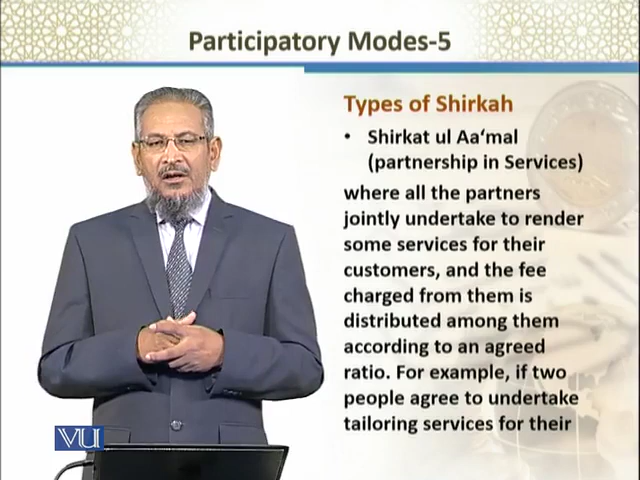 Participatory Modes-5
Types of Shirkah
• Shirkat ul Aa‘mal
(partnership in Services)
where all the partners
jointly undertake to render
some services for their
customers, and the fee
charged from them is
distributed among them
according to an agreed
ratio. For example, if two
people agree to undertake
tailoring services for their
VU